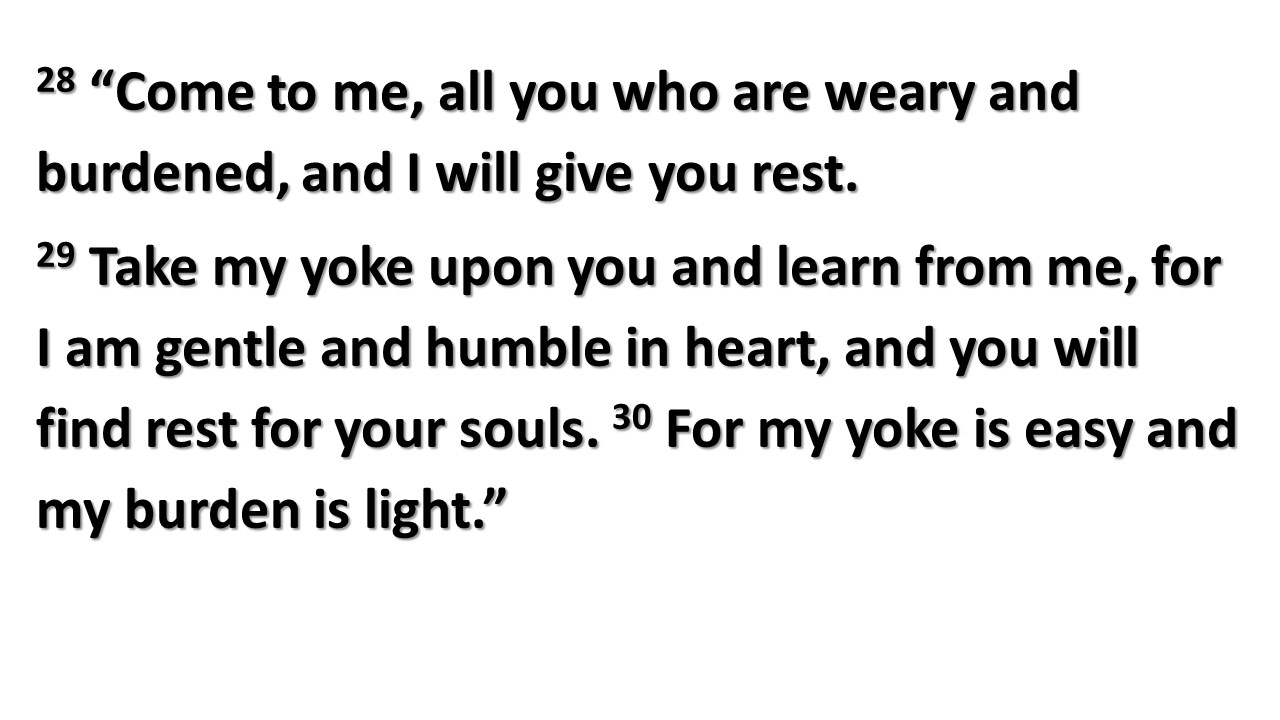 28 “Come to me, all you who are weary and
burdened, and I will give you rest.
29 Take my yoke upon you and learn from me, for
I am gentle and humble in heart, and you will
find rest for your souls. 30 For my yoke is easy and
my burden is light.”